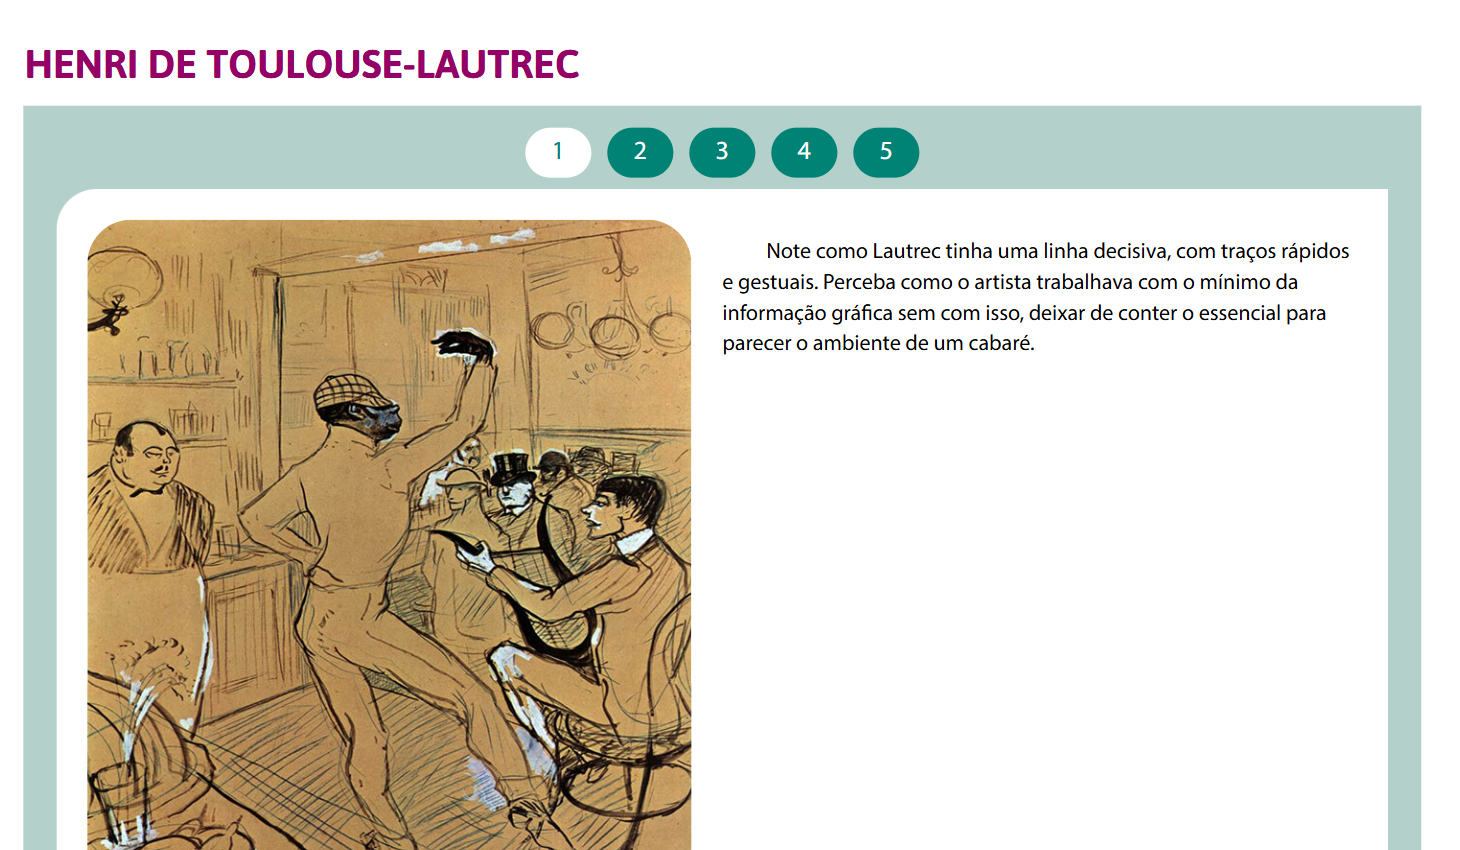 HENRI DE TOULOUSE-LAUTREC
1 2 3 4 5
Note como Lautrec tinha uma linha decisiva, com traços rápidos
e gestuais. Perceba como o artista trabalhava com o mínimo da
informação gráfica sem com isso, deixar de conter o essencial para
parecer o ambiente de um cabaré.